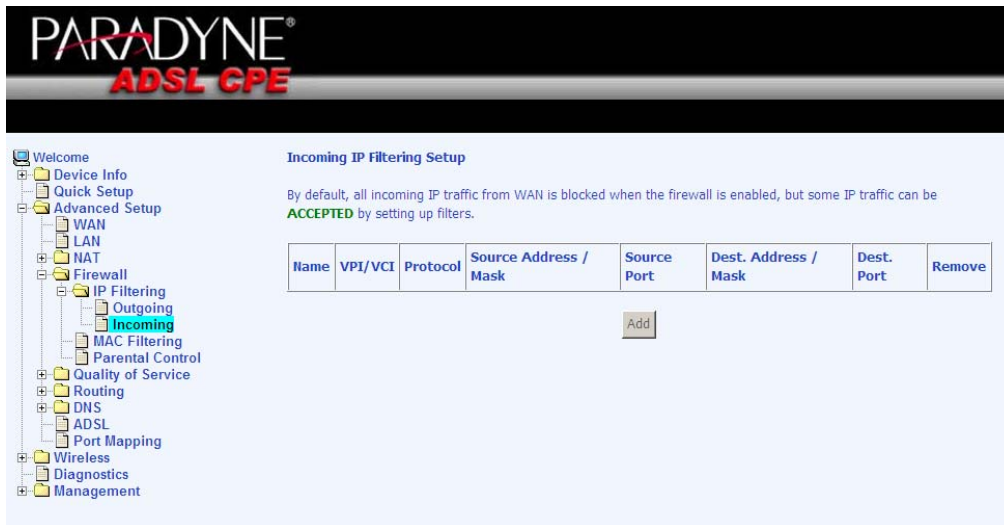 PARADYNE®
ADSL CPE
Welcome
Device Info
Quick Setup
Advanced Setup
WAN
LAN
NAT
Firewall
IP Filtering
Outgoing
Incoming
MAC Filtering
Parental Control
Quality of Service
Routing
DNS
ADSL
Port Mapping
Wireless
Diagnostics
Management
Incoming IP Filtering Setup
By default, all incoming IP traffic from WAN is blocked when the firewall is enabled, but some IP traffic can be
ACCEPTED by setting up filters.
Name VPI/VCI Protocol Source Address / Mask Source Port Dest. Address / Mask Dest. Port Remove
Add